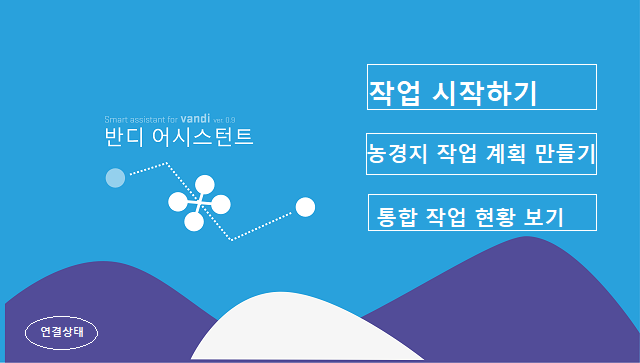 Smart assistant for vandi ver. 0.9
반디 어시스턴트
작업 시작하기
농경지 작업 계획 만들기
통합 작업 현황 보기
연결상태